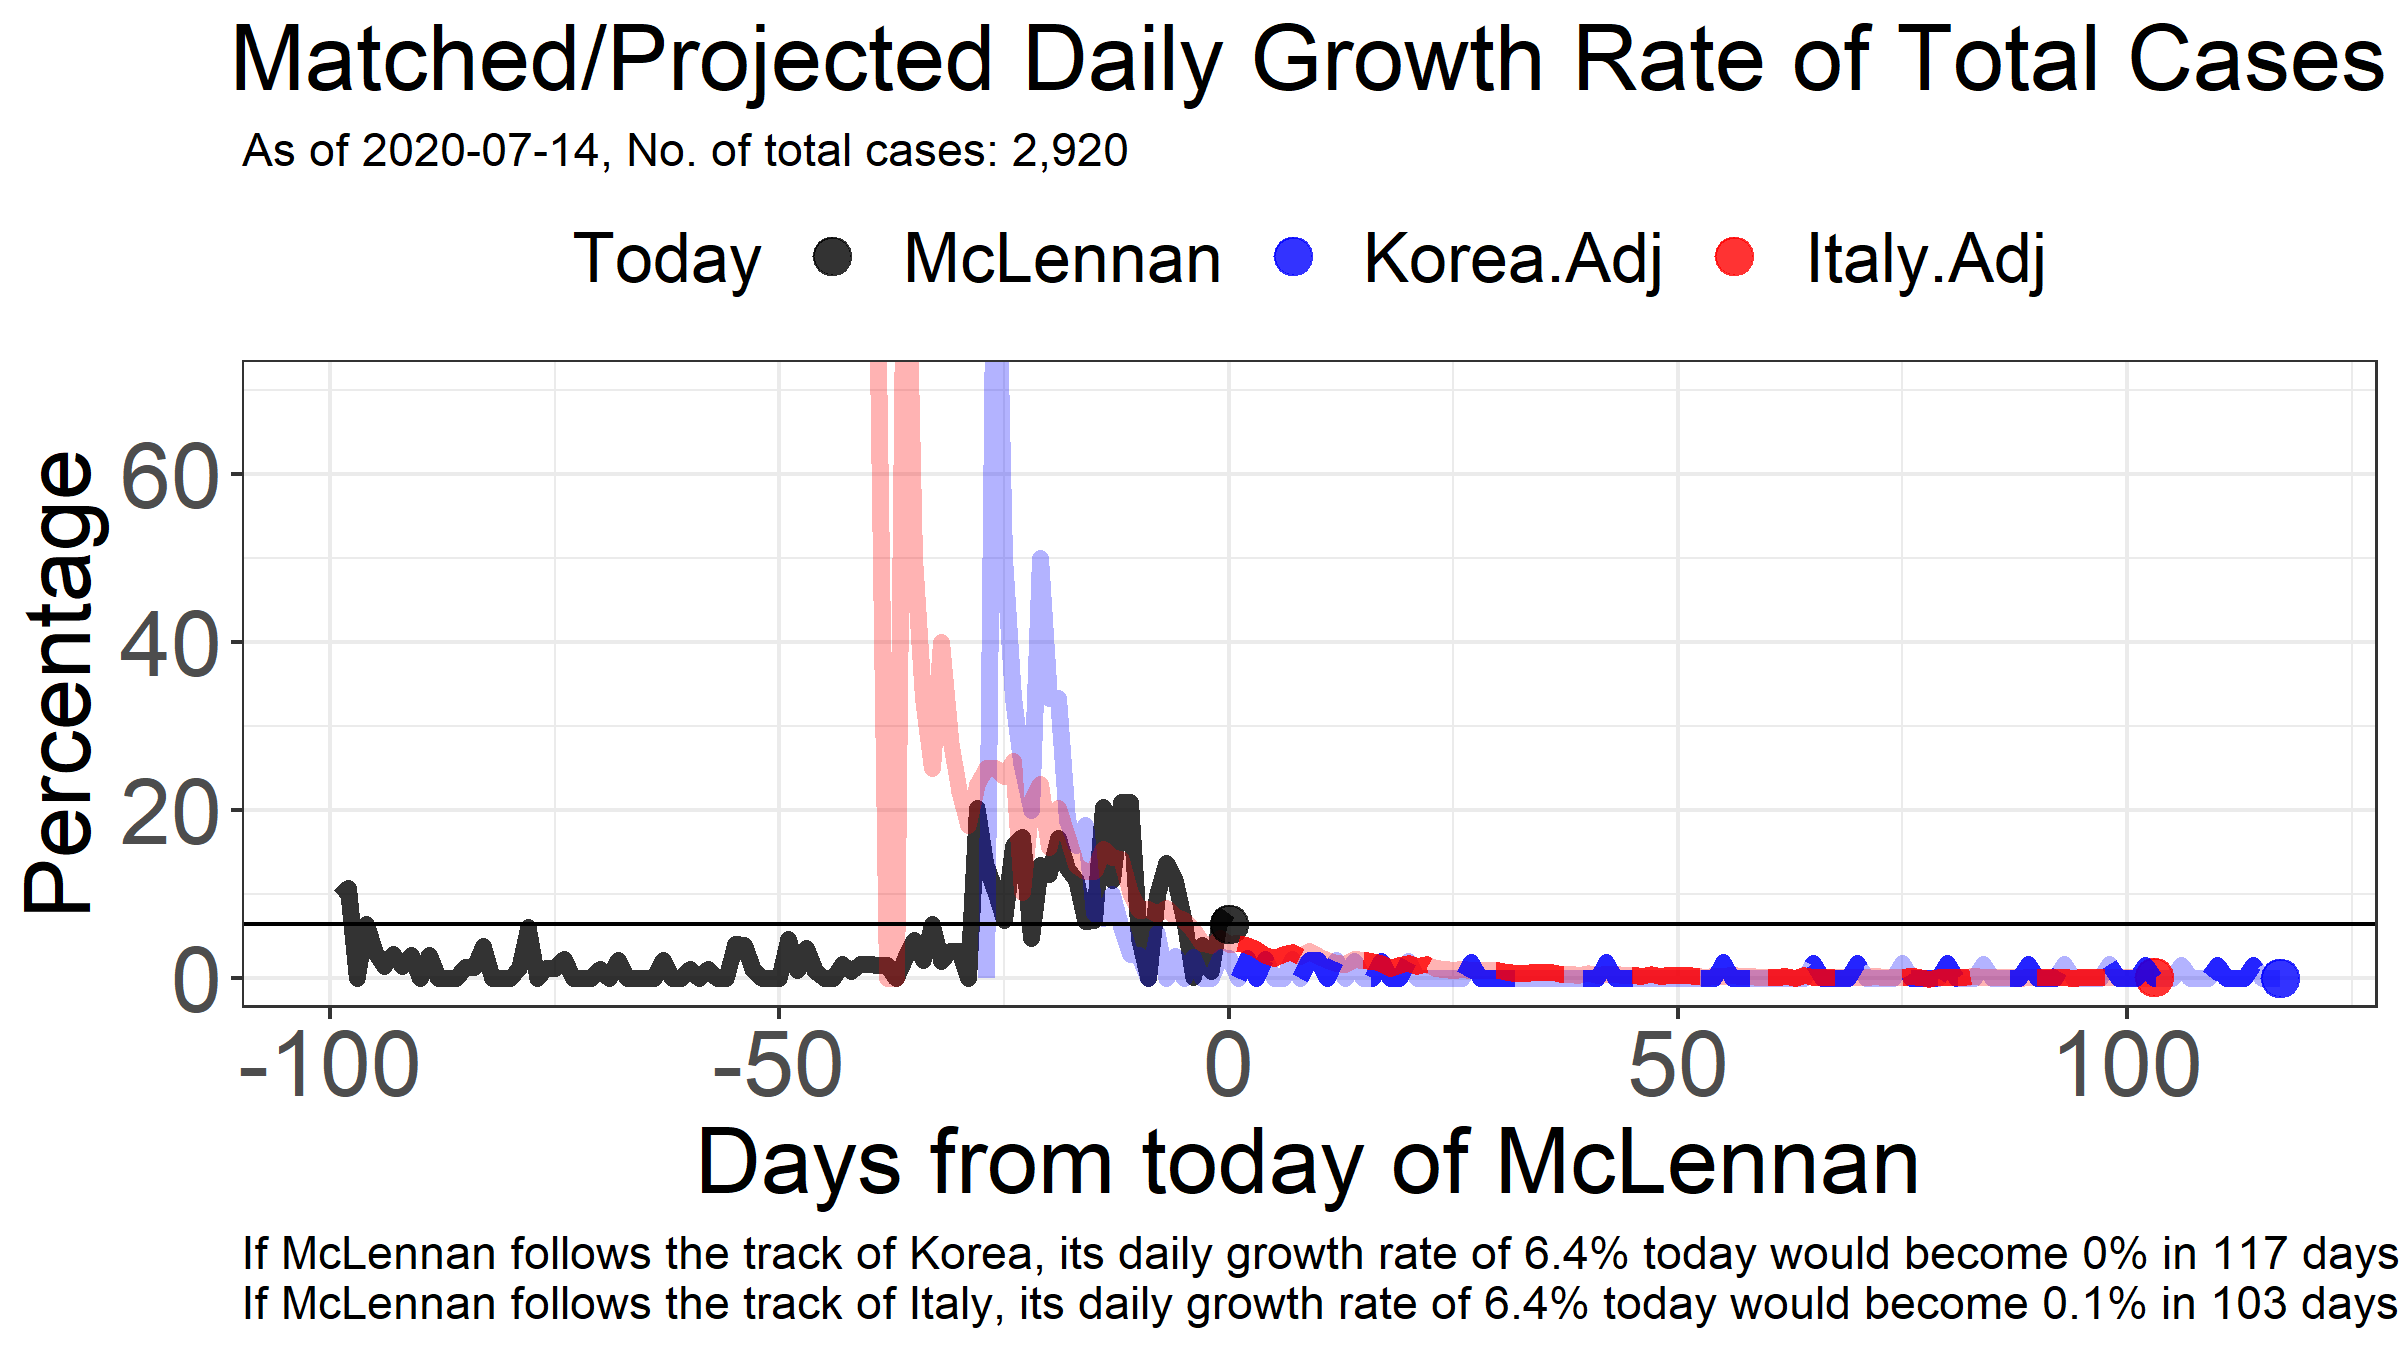 Matched/Projected Daily Growth Rate of Total Cases
As of 2020-07-14, No. of total cases: 2,920
Today McLennan Korea.Adj Italy.Adj
Percentage
60
40
20
0
-100 -50 0 50 100
Days from today of McLennan
If McLennan follows the track of Korea, its daily growth rate of 6.4% today would become 0% in 117 days
If McLennan follows the track of Italy, its daily growth rate of 6.4% today would become 0.1% in 103 days